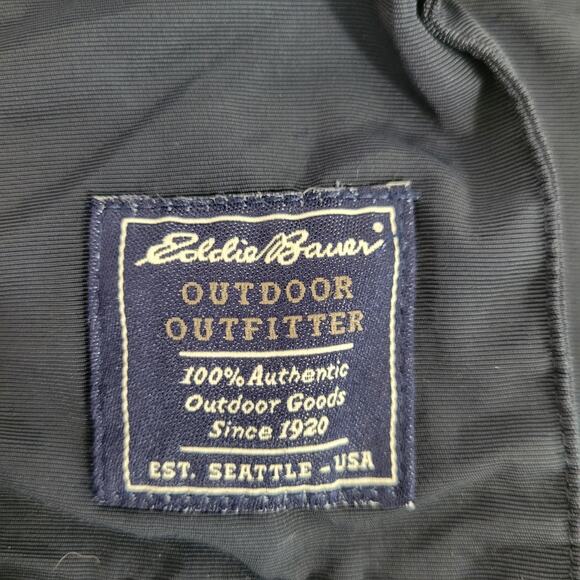 Eddie Bauer®
OUTDOOR
OUTFITTER
100% Authentic
Outdoor Goods
Since 1920
EST. SEATTLE - USA